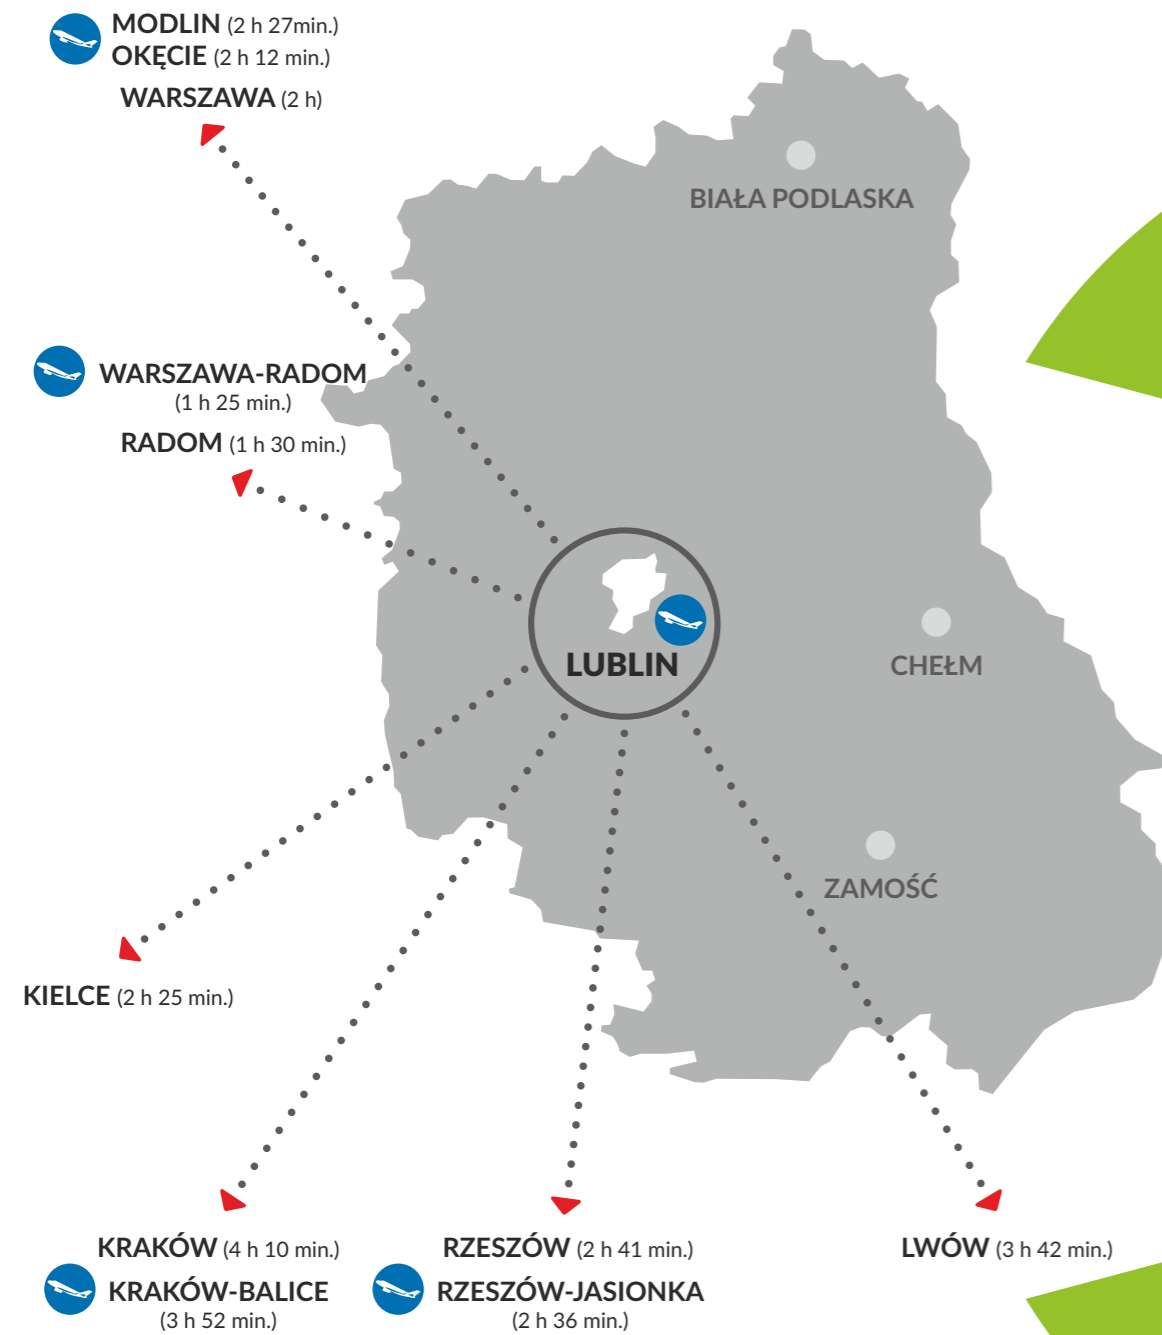 MODLIN (2 h 27min.)
OKĘCIE (2 h 12 min.)
WARSZAWA (2 h)
BIAŁA PODLASKA
WARSZAWA-RADOM
(1 h 25 min.)
RADOM (1 h 30 min.)
LUBLIN
CHEŁM
ZAMOŚĆ
KIELCE (2 h 25 min.)
KRAKÓW (4 h 10 min.)
KRAKÓW-BALICE
(3 h 52 min.)
RZESZÓW (2 h 41 min.)
RZESZÓW-JASIONKA
(2 h 36 min.)
LWÓW (3 h 42 min.)